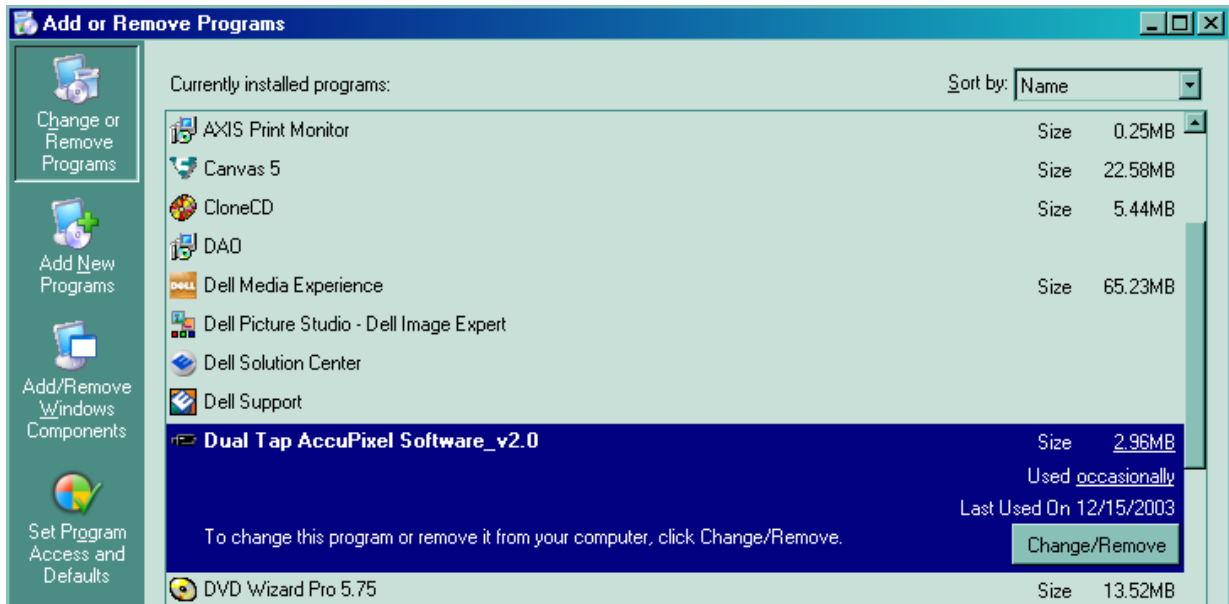 Add or Remove Programs
Change or
Remove
Programs
Add New
Programs
Add/Remove
Windows
Components
Set Program
Access and
Defaults
Currently installed programs:
Sort by: Name
AXIS Print Monitor Size 0.25MB
Canvas 5 Size 22.58MB
CloneCD Size 5.44MB
DAO
DELL Dell Media Experience Size 65.23MB
Dell Picture Studio - Dell Image Expert
Dell Solution Center
Dell Support
Dual Tap AccuPixel Software_v2.0 Size 2.96MB
Used occasionally
Last Used On 12/15/2003
To change this program or remove it from your computer, click Change/Remove. Change/Remove
DVD Wizard Pro 5.75 Size 13.52MB